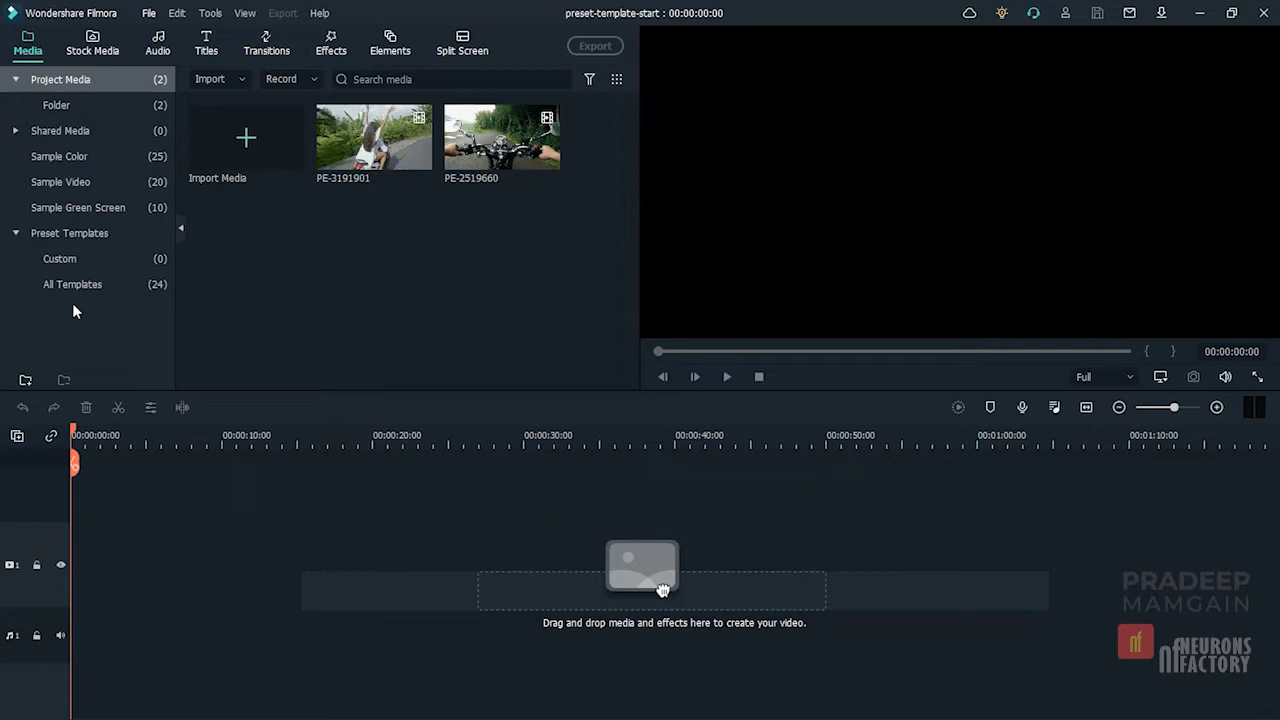 Wondershare Filmora
File
Edit
Tools
View
Export
Help
preset-template-start : 00:00:00:00
Media
Stock Media
Audio
Titles
Transitions
Effects
Elements
Split Screen
Export
Project Media (2)
Folder (2)
Shared Media (0)
Sample Color (25)
Sample Video (20)
Sample Green Screen (10)
Preset Templates
Custom (0)
All Templates (24)
Import
Record
Search media
Import Media
PE-3191901
PE-2519660
Full
00:00:00:00
00:00:00:00
00:00:10:00
00:00:20:00
00:00:30:00
00:00:40:00
00:00:50:00
00:01:00:00
00:01:10:00
1
1
Drag and drop media and effects here to create your video.
PRADEEP
MAMGAIN
nf
nf NEURONS
FACTORY